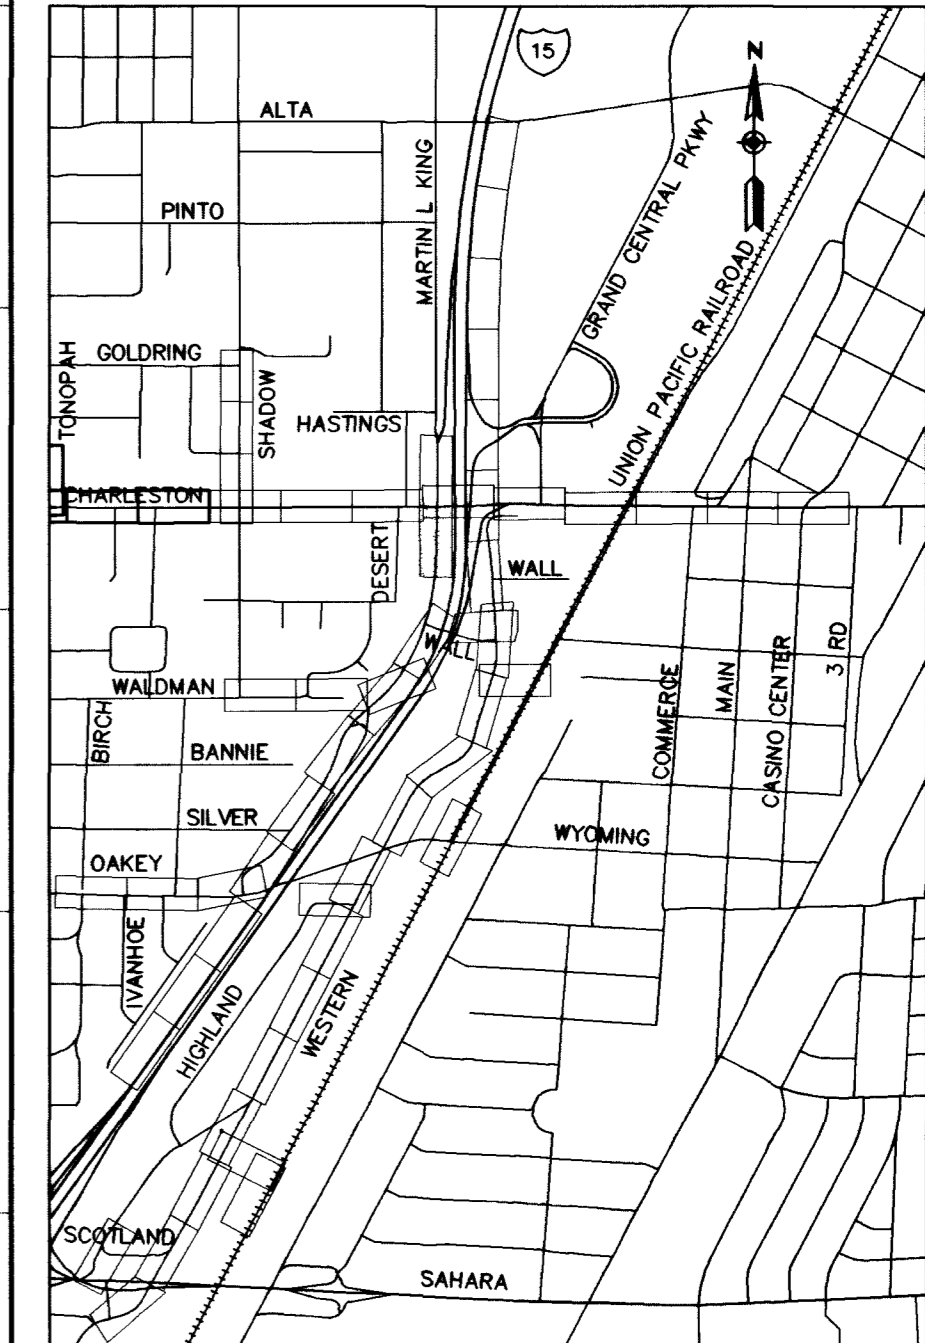 15
N
ALTA
MARTIN L KING
GRAND CENTRAL PKWY
PINTO
UNION PACIFIC RAILROAD
TONOPAH
GOLDRING
SHADOW
HASTINGS
CHARLESTON
DESERT
WALL
WALL
3 RD
WALDMAN
COMMERCE
MAIN
CASINO CENTER
BIRCH
BANNIE
SILVER
WYOMING
OAKEY
IVANHOE
HIGHLAND
WESTERN
SCOTLAND
SAHARA